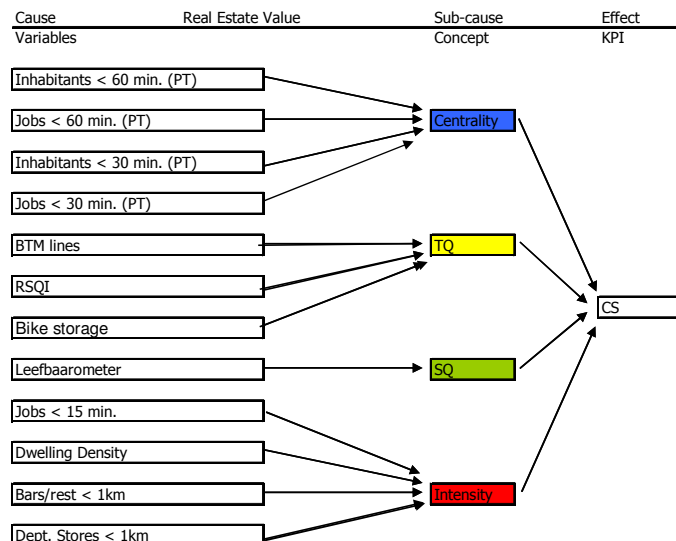 Cause Real Estate Value Sub-cause Effect
Variables Concept KPI
Inhabitants < 60 min. (PT)
Jobs < 60 min. (PT) Centrality
Inhabitants < 30 min. (PT)
Jobs < 30 min. (PT)
BTM lines TQ
RSQI
CS
Bike storage
Leefbaarometer SQ
Jobs < 15 min.
Dwelling Density
Bars/rest < 1km Intensity
Dept. Stores < 1km